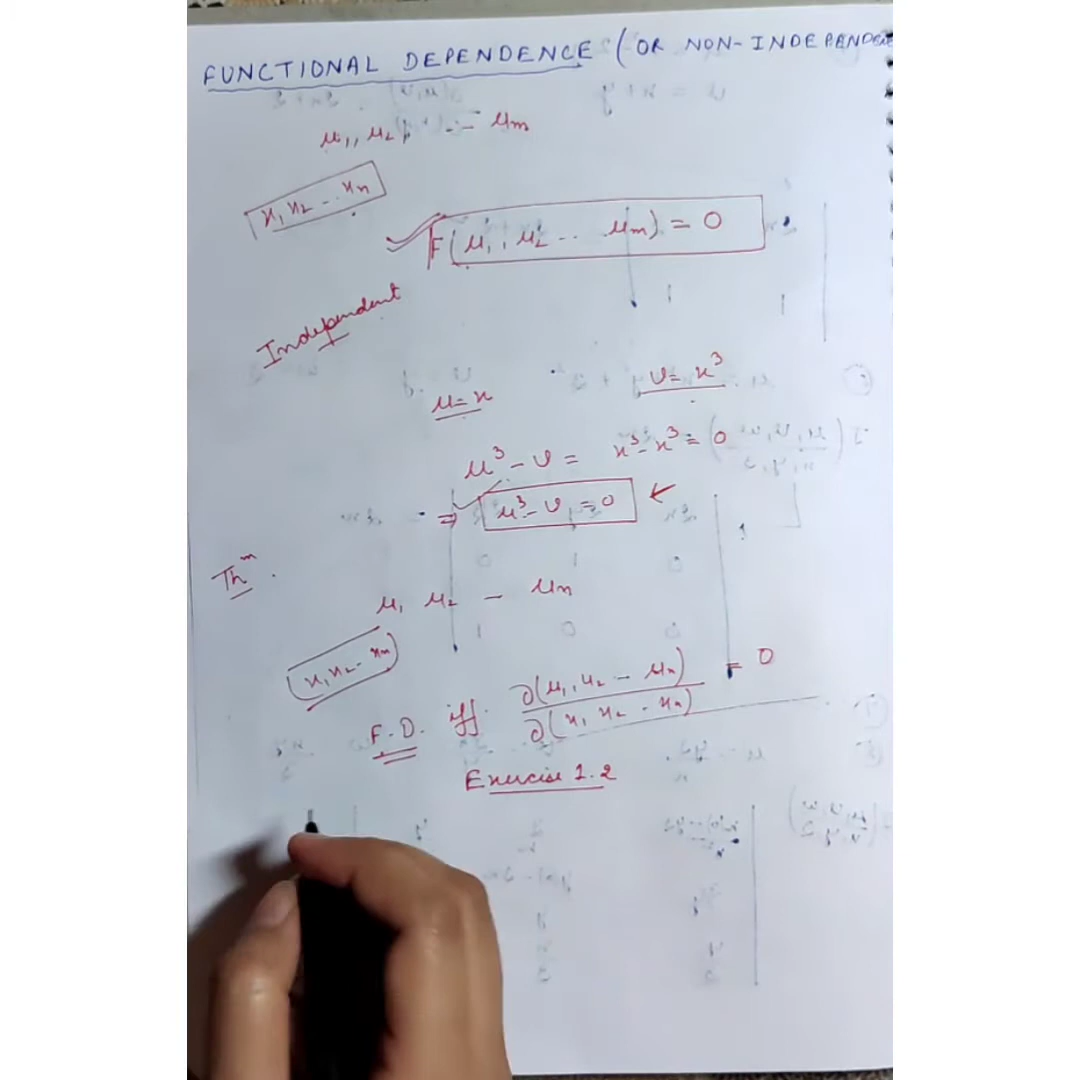 FUNCTIONAL DEPENDENCE (OR NON-INDEPENDE
u₁, u₂, -- uₘ
x₁ x₂ -.. xₙ
F(u₁, u₂ .. uₘ) = 0
Independent
u = x    v = x³
u³ - v = x³ - x³ = 0
⇒ u³ - v = 0 ←
Thᵐ.
u₁ u₂ - uₙ
(x₁ x₂ - xₙ)
F.D. iff. ∂(u₁, u₂ - uₙ) / ∂(x₁ x₂ - xₙ) = 0
Exercise 1.2